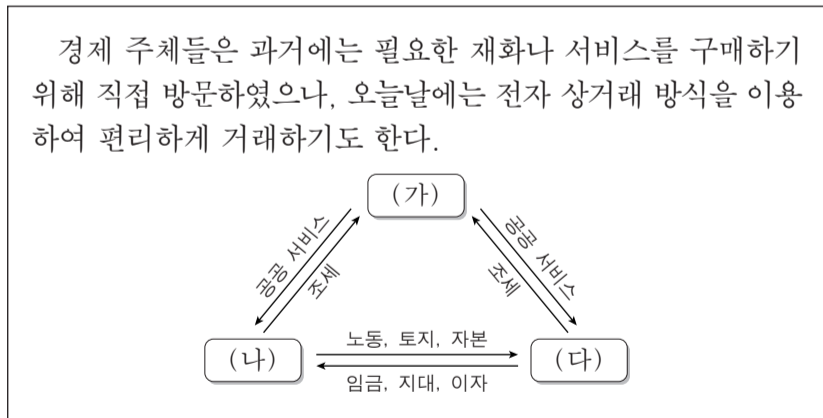 경제 주체들은 과거에는 필요한 재화나 서비스를 구매하기
위해 직접 방문하였으나, 오늘날에는 전자 상거래 방식을 이용
하여 편리하게 거래하기도 한다.
(가)
공공 서비스
조세
공공 서비스
조세
(나)
노동, 토지, 자본
임금, 지대, 이자
(다)